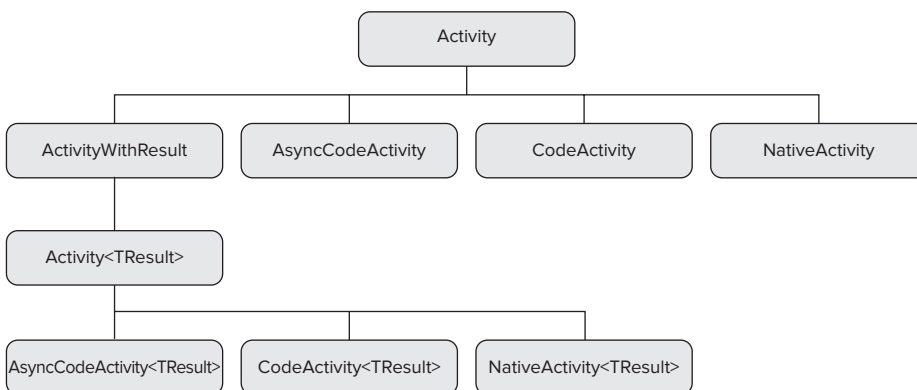 Activity
ActivityWithResult
AsyncCodeActivity
CodeActivity
NativeActivity
Activity<TResult>
AsyncCodeActivity<TResult>
CodeActivity<TResult>
NativeActivity<TResult>